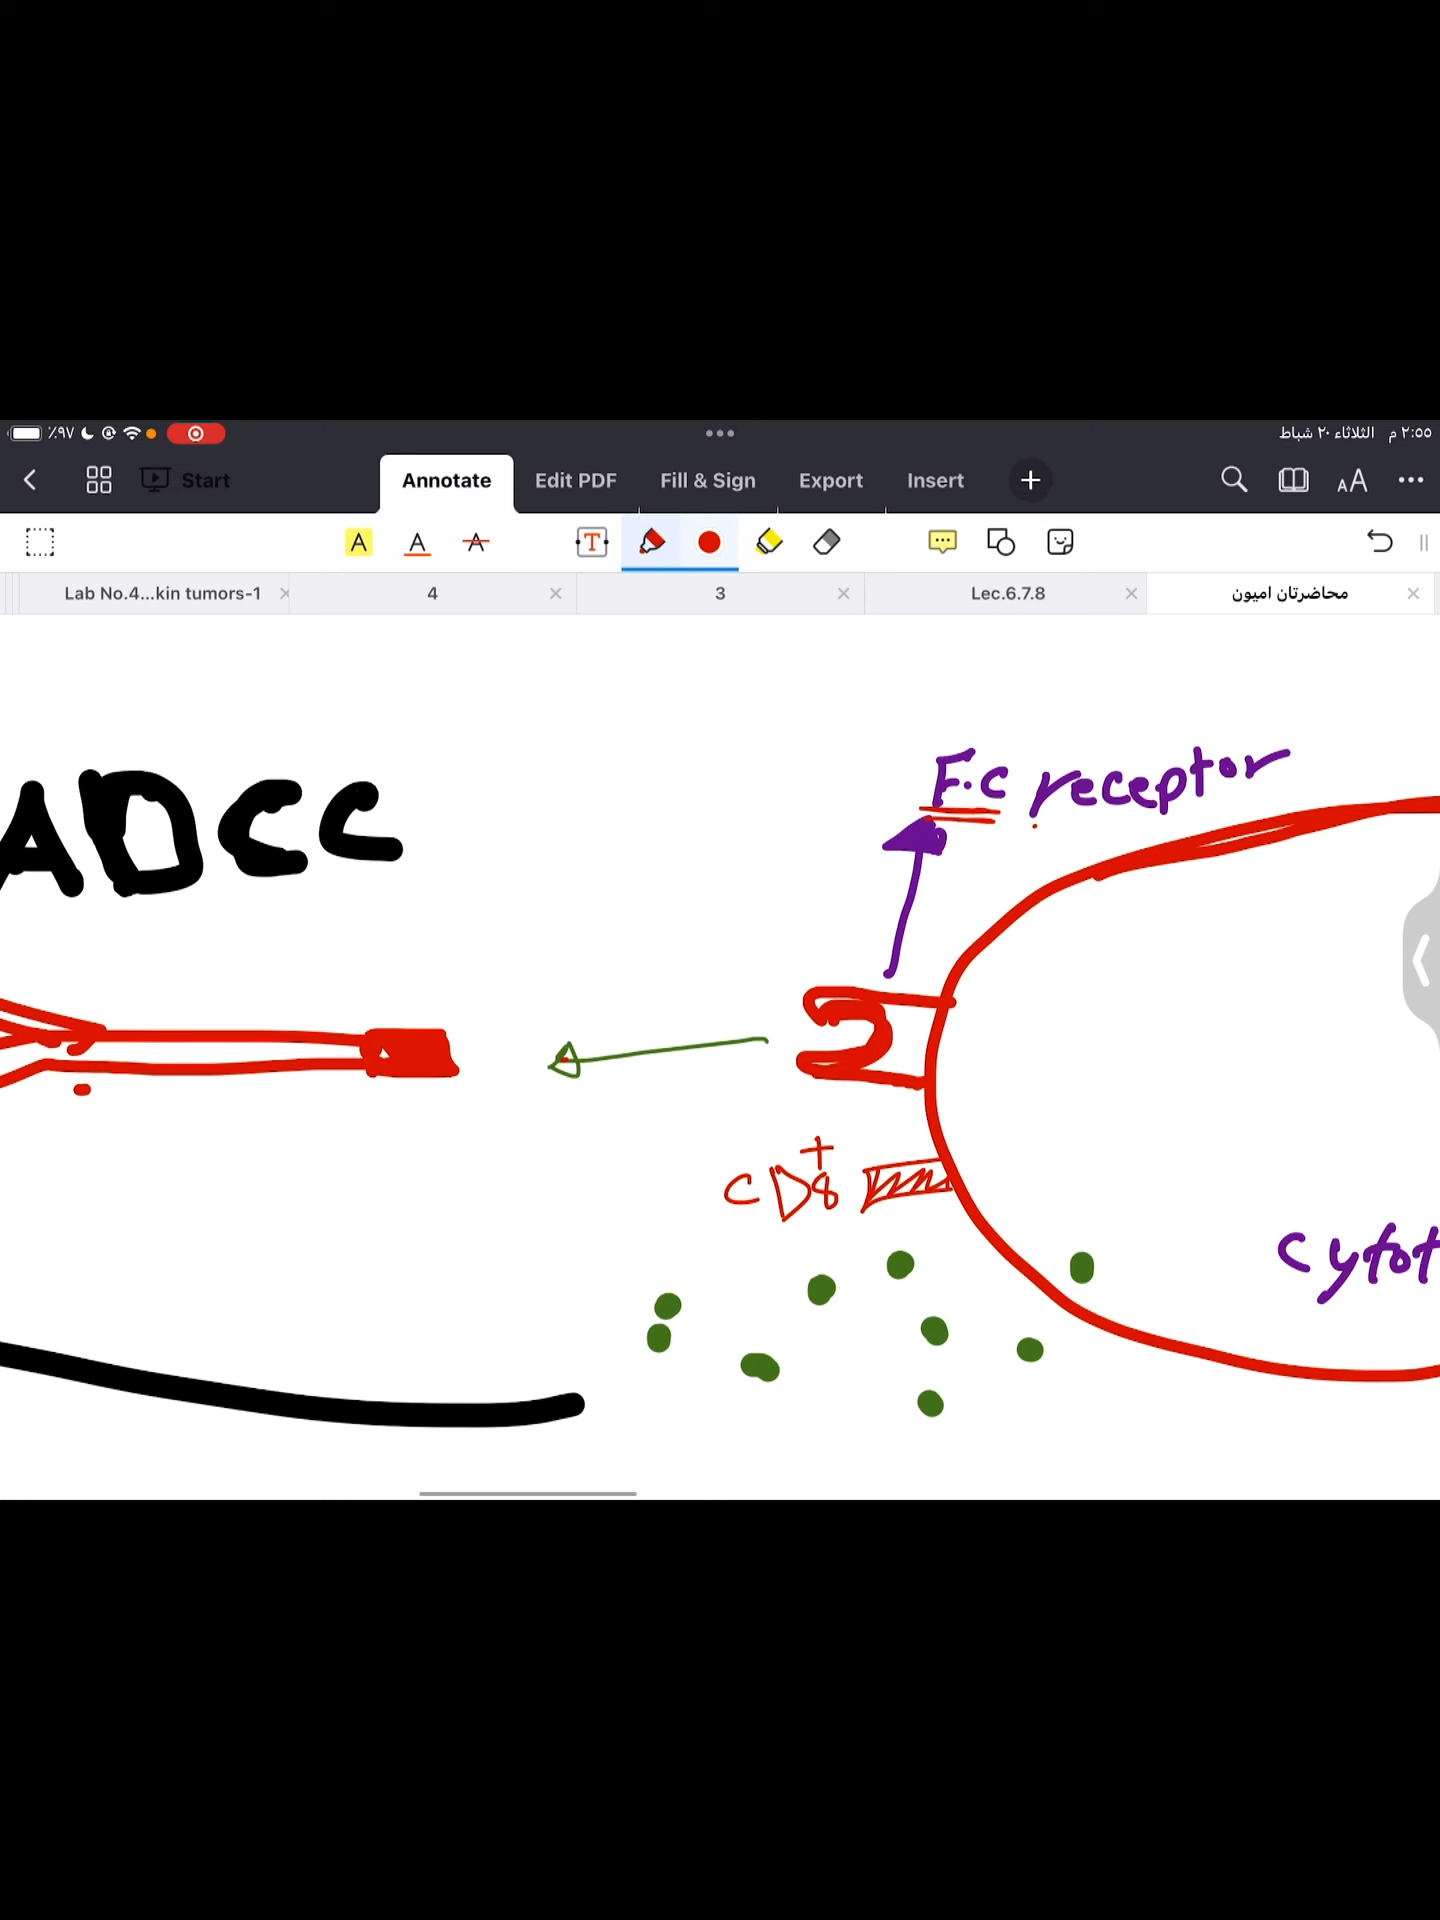 ٪٩٧
٢:٥٥ م الثلاثاء ٢٠ شباط
Start Annotate Edit PDF Fill & Sign Export Insert
Lab No.4...kin tumors-1 4 3 Lec.6.7.8 محاضرتان اميون
F.C receptor
ADCC
CD8+
Cytot